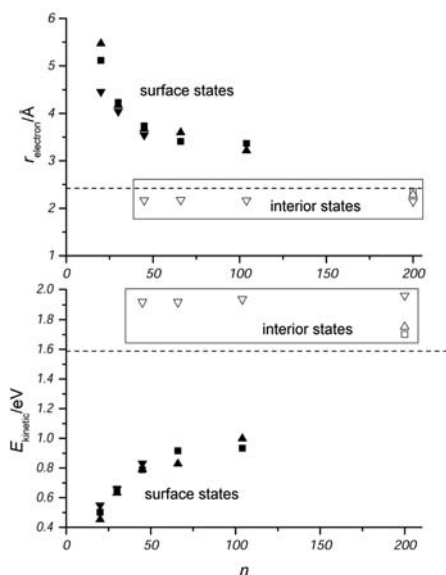 6
5
surface states
4
r_electron/Å
3
2
interior states
1
0 50 100 150 200
2.0
1.8
interior states
1.6
1.4
1.2
E_kinetic/eV
1.0
0.8
0.6
surface states
0.4
0 50 100 150 200
n